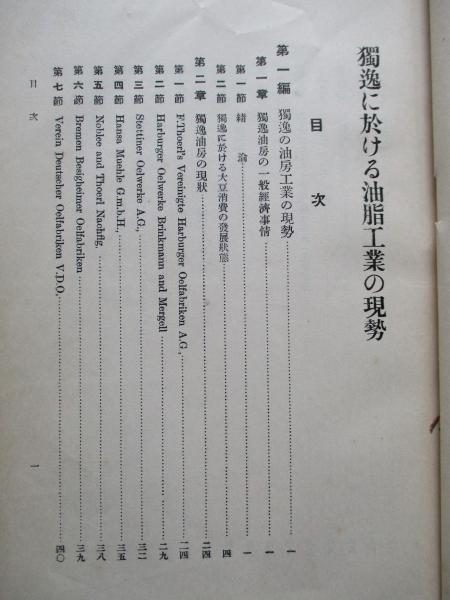 獨逸に於ける油脂工業の現勢
目次
第一編 獨逸の油房工業の現勢……………一
第一章 獨逸油房の一般經濟事情……………一
第一節 緒論……………一
第二節 獨逸に於ける大豆消費の發展狀態……………四
第二章 獨逸油房の現狀……………二四
第一節 F.Thoerl's Vereinigte Harburger Oelfabriken A.G.,……………二四
第二節 Harburger Oelwerke Brinkmann and Mergell……………二九
第三節 Stettiner Oelwerke A.G.,……………三二
第四節 Hansa Muehle G.m.b.H.,……………三五
第五節 Noblee and Thoerl Nachfig.……………三八
第六節 Bremen Besigheimer Oelfabriken……………三九
第七節 Verein Deutscher Oelfabriken V.D.O.……………四〇
目次
一